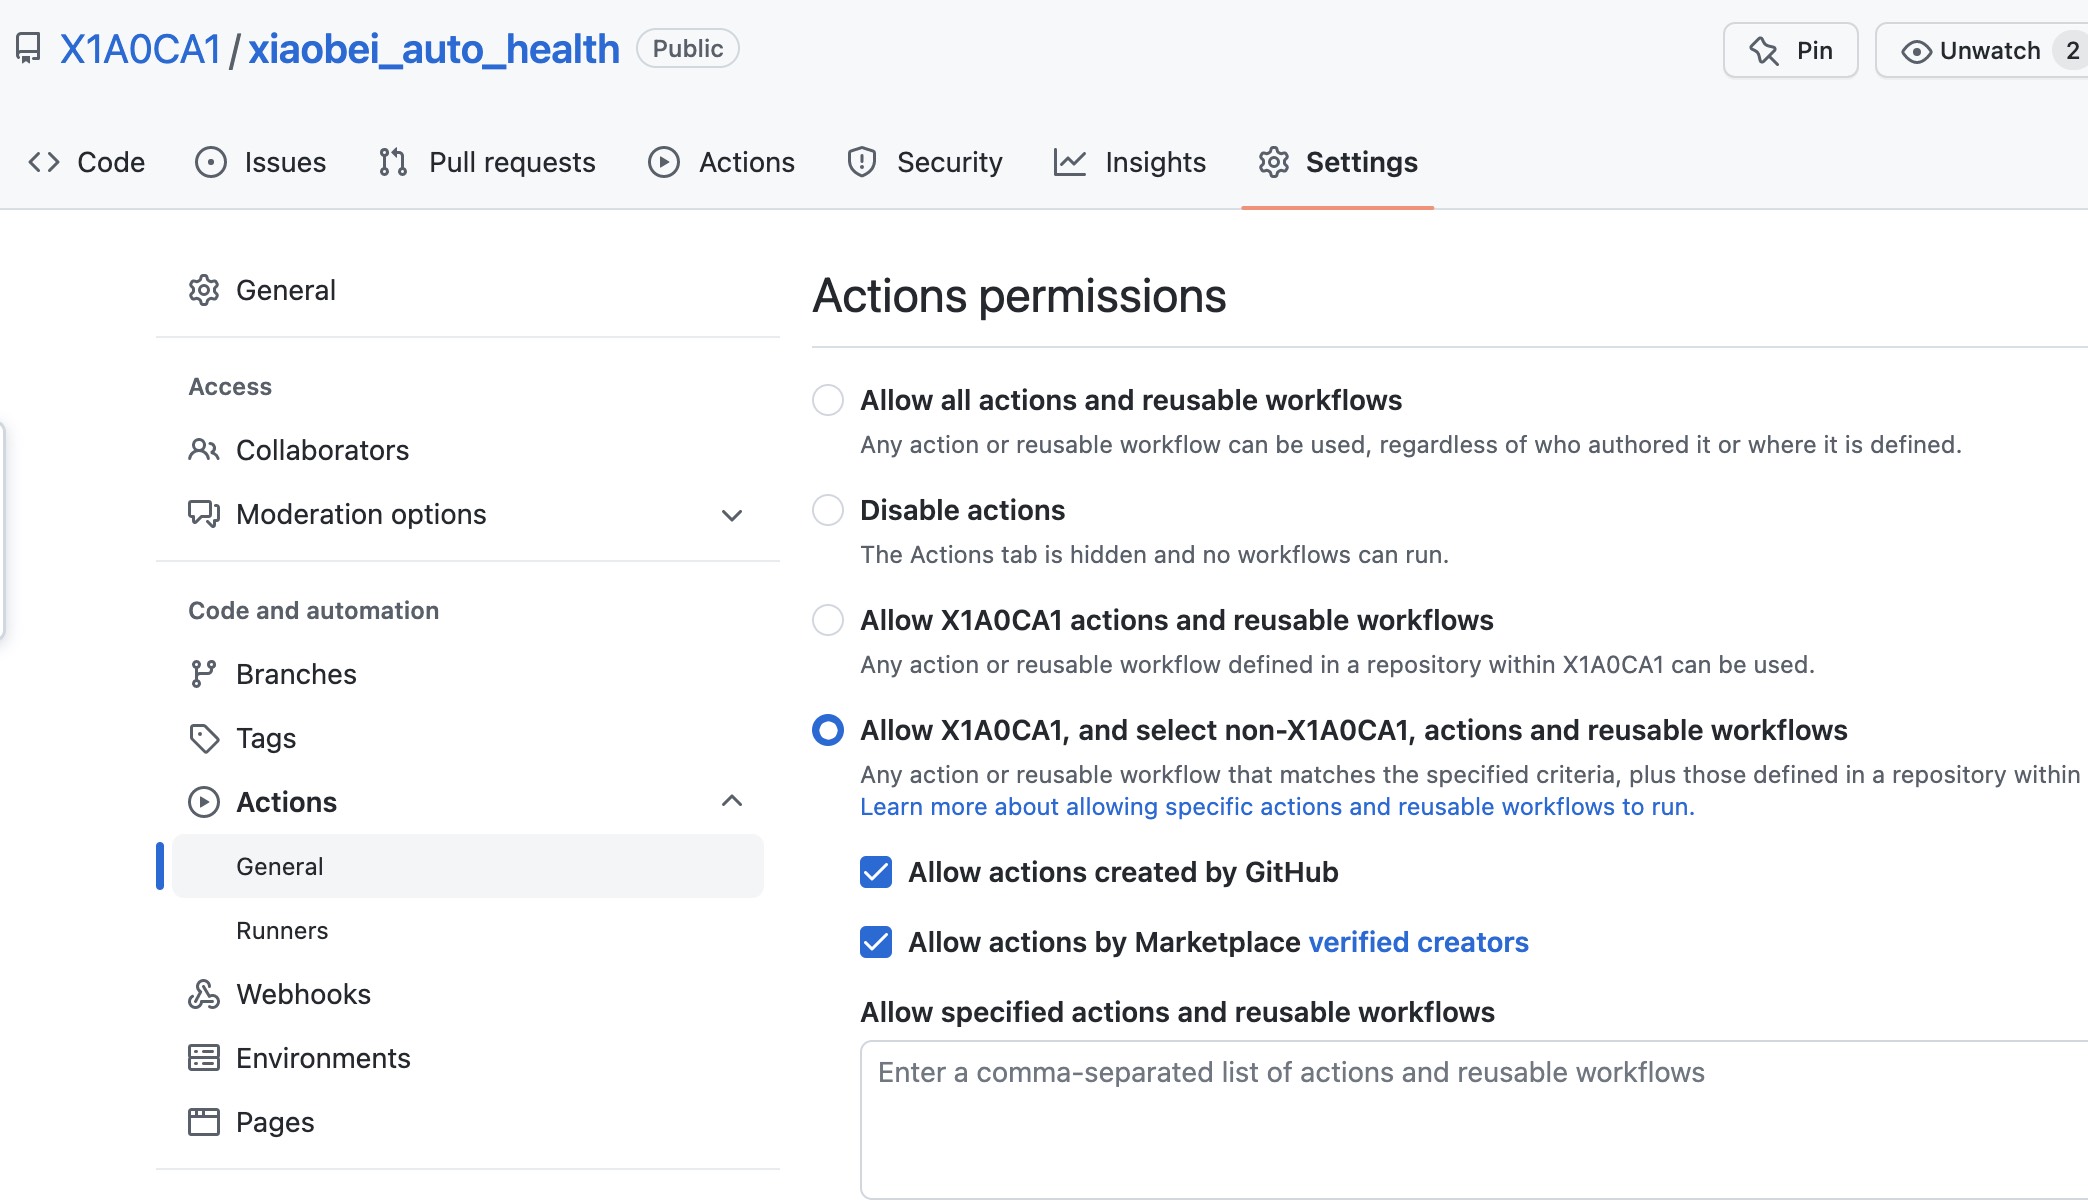 X1A0CA1 / xiaobei_auto_health Public
Pin
Unwatch 2
Code Issues Pull requests Actions Security Insights Settings
General
Access
Collaborators
Moderation options
Code and automation
Branches
Tags
Actions
General
Runners
Webhooks
Environments
Pages
Actions permissions
Allow all actions and reusable workflows
Any action or reusable workflow can be used, regardless of who authored it or where it is defined.
Disable actions
The Actions tab is hidden and no workflows can run.
Allow X1A0CA1 actions and reusable workflows
Any action or reusable workflow defined in a repository within X1A0CA1 can be used.
Allow X1A0CA1, and select non-X1A0CA1, actions and reusable workflows
Any action or reusable workflow that matches the specified criteria, plus those defined in a repository within
Learn more about allowing specific actions and reusable workflows to run.
Allow actions created by GitHub
Allow actions by Marketplace verified creators
Allow specified actions and reusable workflows
Enter a comma-separated list of actions and reusable workflows